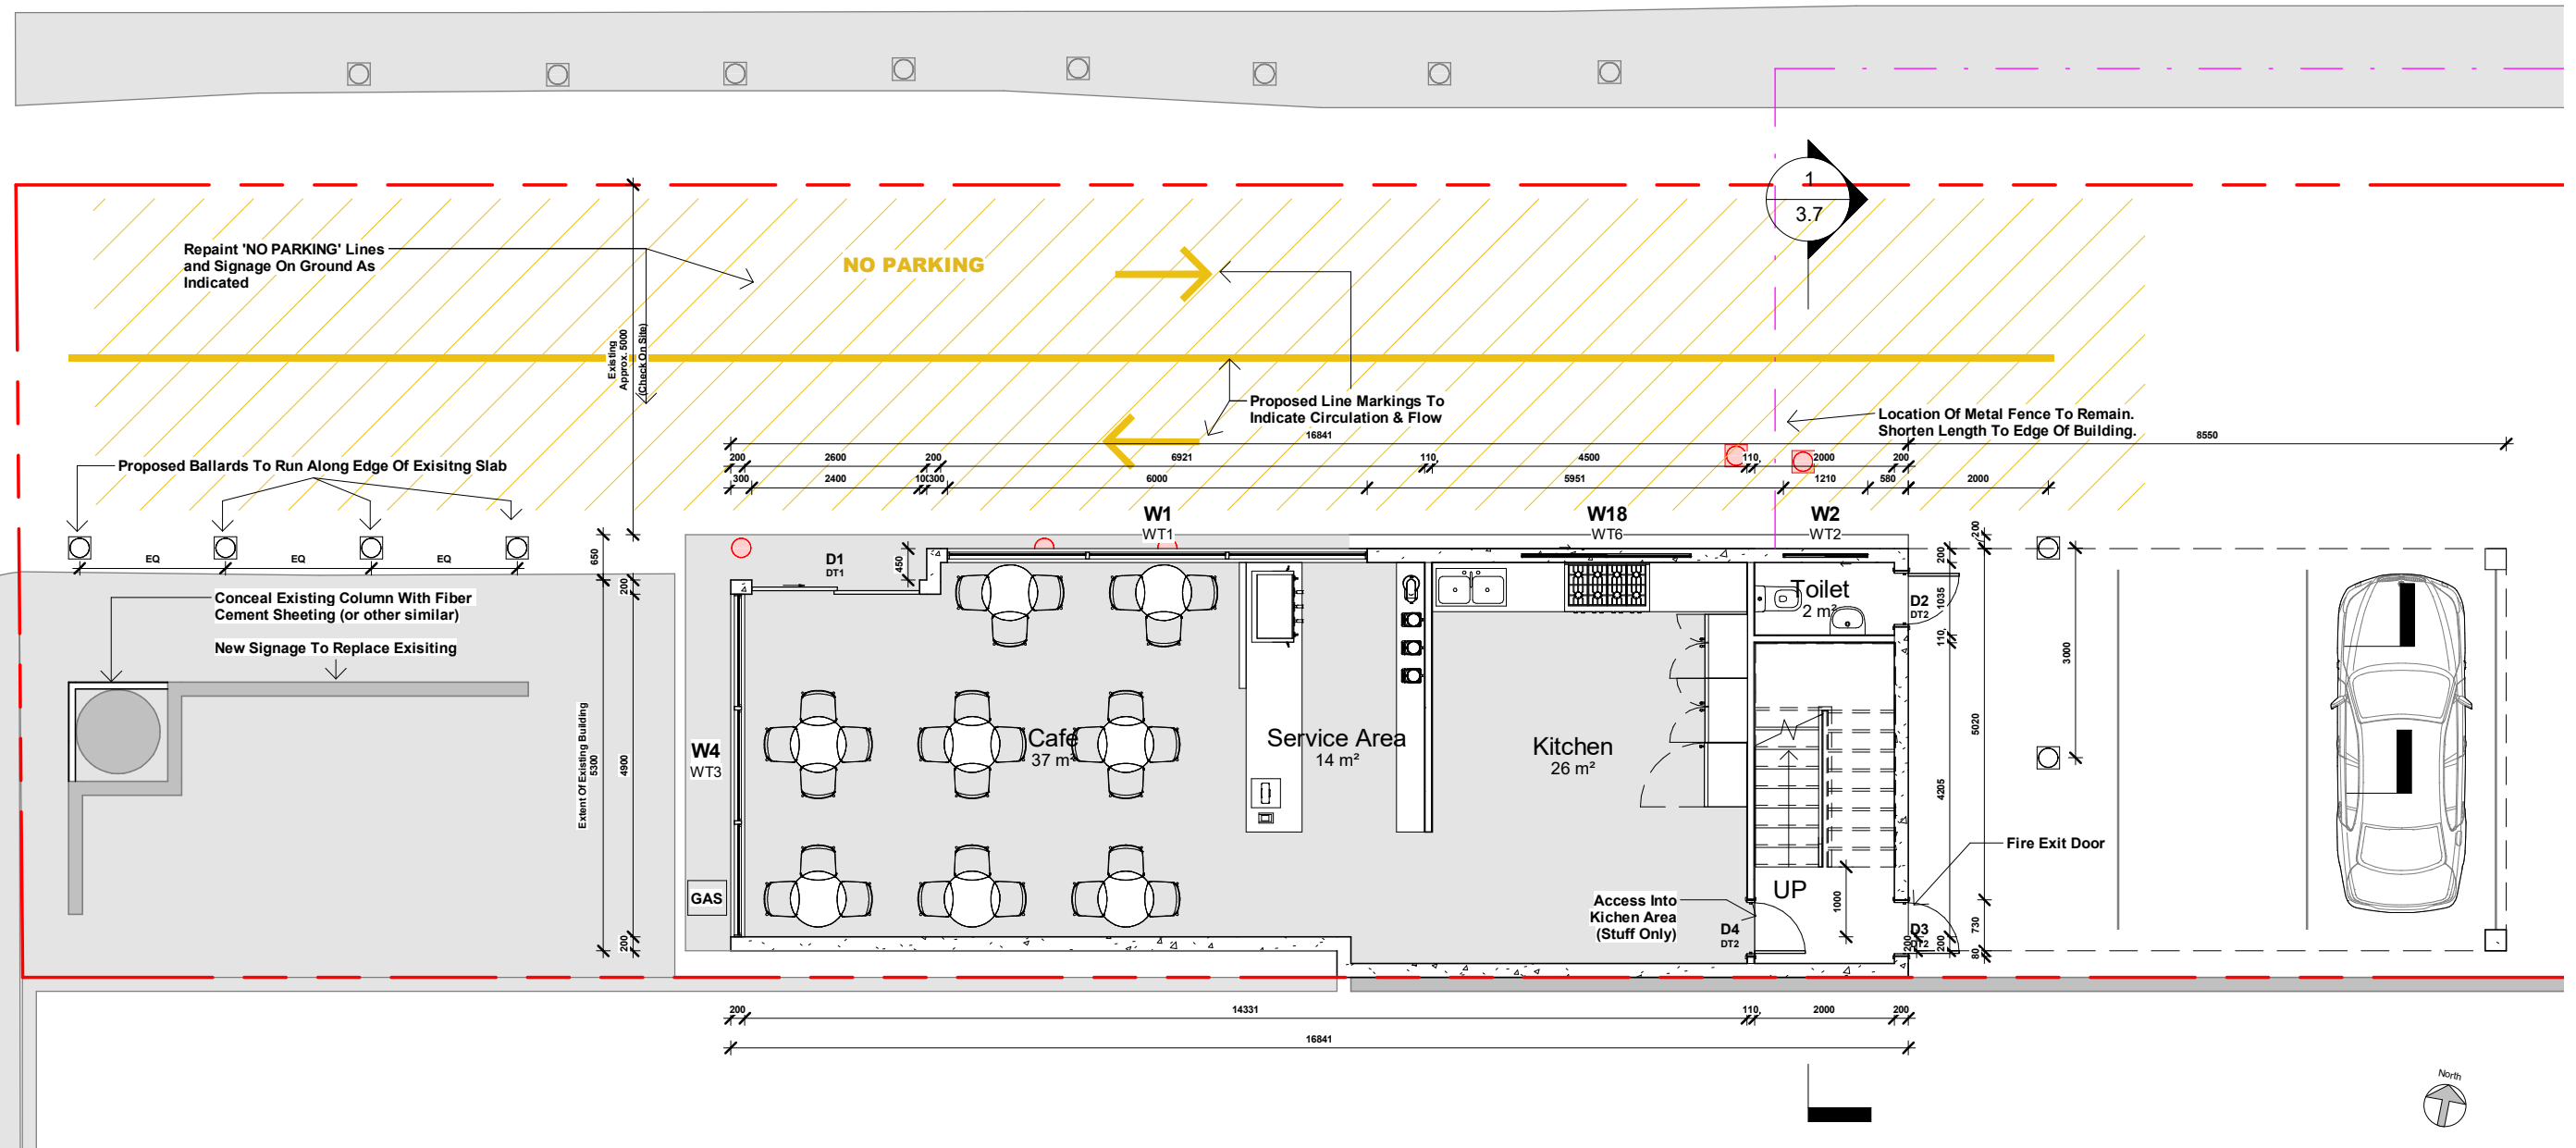 1
3.7
Repaint 'NO PARKING' Lines
and Signage On Ground As
Indicated
NO PARKING
Existing
Approx. 5000
(Check On Site)
Proposed Line Markings To
Indicate Circulation & Flow
Location Of Metal Fence To Remain.
Shorten Length To Edge Of Building.
16841
8550
Proposed Ballards To Run Along Edge Of Exisitng Slab
200
2600
200
6921
110
4500
110
2000
200
300
2400
100
300
6000
5951
1210
580
2000
W1
WT1
W18
WT6
W2
WT2
EQ
EQ
EQ
650
D1
DT1
450
200
200
Conceal Existing Column With Fiber
Cement Sheeting (or other similar)
New Signage To Replace Exisiting
200
Toilet
2 m²
D2
DT2
1035
110
3000
Extent Of Existing Building
5300
4900
W4
WT3
Cafe
37 m²
Service Area
14 m²
Kitchen
26 m²
5020
4205
Fire Exit Door
GAS
UP
Access Into
Kichen Area
(Stuff Only)
1000
D4
DT2
D3
DT2
200
200
730
80
200
200
14331
110
2000
200
16841
North